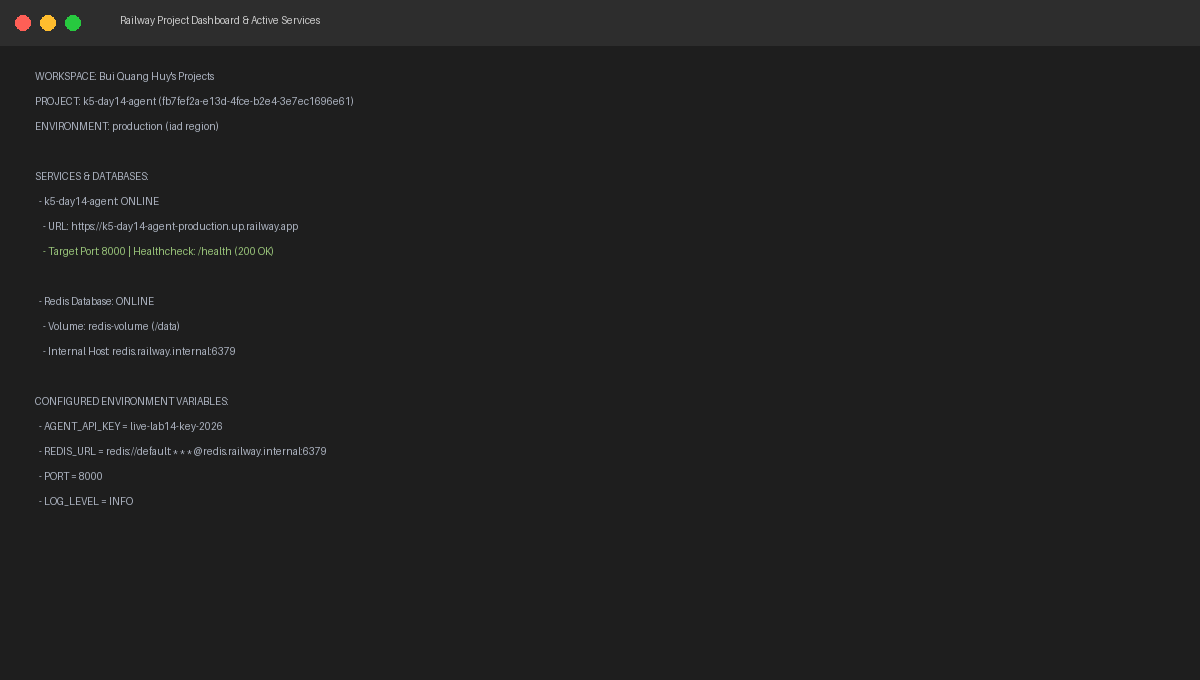 Railway Project Dashboard & Active Services
WORKSPACE: Bui Quang Huy's Projects
PROJECT: k5-day14-agent (fb7fef2a-e13d-4fce-b2e4-3e7ec1696e61)
ENVIRONMENT: production (iad region)
SERVICES & DATABASES:
- k5-day14-agent: ONLINE
- URL: https://k5-day14-agent-production.up.railway.app
- Target Port: 8000 | Healthcheck: /health (200 OK)
- Redis Database: ONLINE
- Volume: redis-volume (/data)
- Internal Host: redis.railway.internal:6379
CONFIGURED ENVIRONMENT VARIABLES:
- AGENT_API_KEY = live-lab14-key-2026
- REDIS_URL = redis://default:***@redis.railway.internal:6379
- PORT = 8000
- LOG_LEVEL = INFO